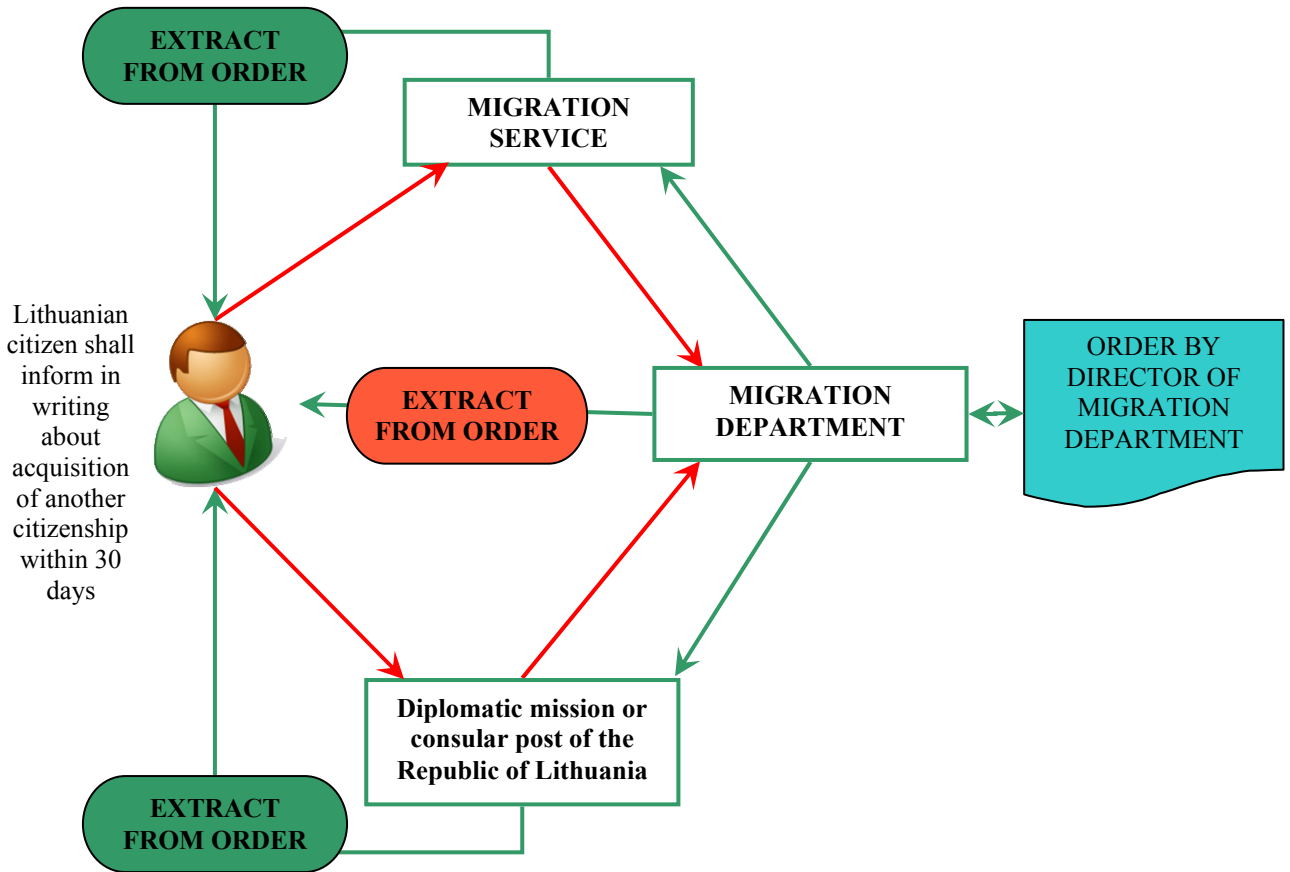 EXTRACT
FROM ORDER
MIGRATION
SERVICE
Lithuanian
citizen shall
inform in
writing
about
acquisition
of another
citizenship
within 30
days
EXTRACT
FROM ORDER
MIGRATION
DEPARTMENT
ORDER BY
DIRECTOR OF
MIGRATION
DEPARTMENT
Diplomatic mission or
consular post of the
Republic of Lithuania
EXTRACT
FROM ORDER